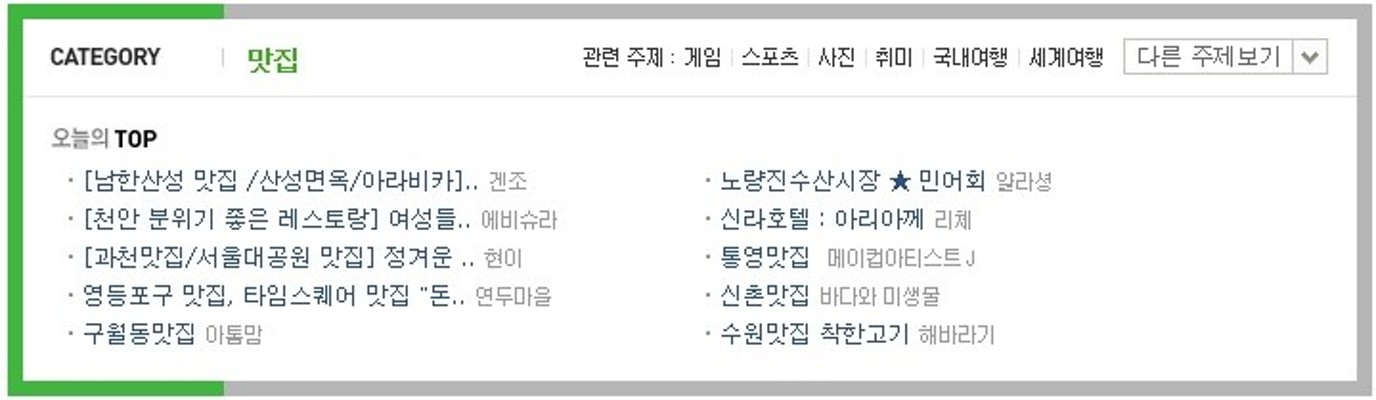 CATEGORY | 맛집 관련 주제 : 게임 | 스포츠 | 사진 | 취미 | 국내여행 | 세계여행 다른 주제보기
오늘의 TOP
· [남한산성 맛집 /산성면옥/아라비카].. 겐조
· [천안 분위기 좋은 레스토랑] 여성들.. 에비슈라
· [과천맛집/서울대공원 맛집] 정겨운 .. 현이
· 영등포구 맛집, 타임스퀘어 맛집 "돈.. 연두마을
· 구월동맛집 아톰맘
· 노량진수산시장 ★ 민어회 얄라셩
· 신라호텔 : 아리아께 리체
· 통영맛집 메이컵아티스트J
· 신촌맛집 바다와 미생물
· 수원맛집 착한고기 해바라기